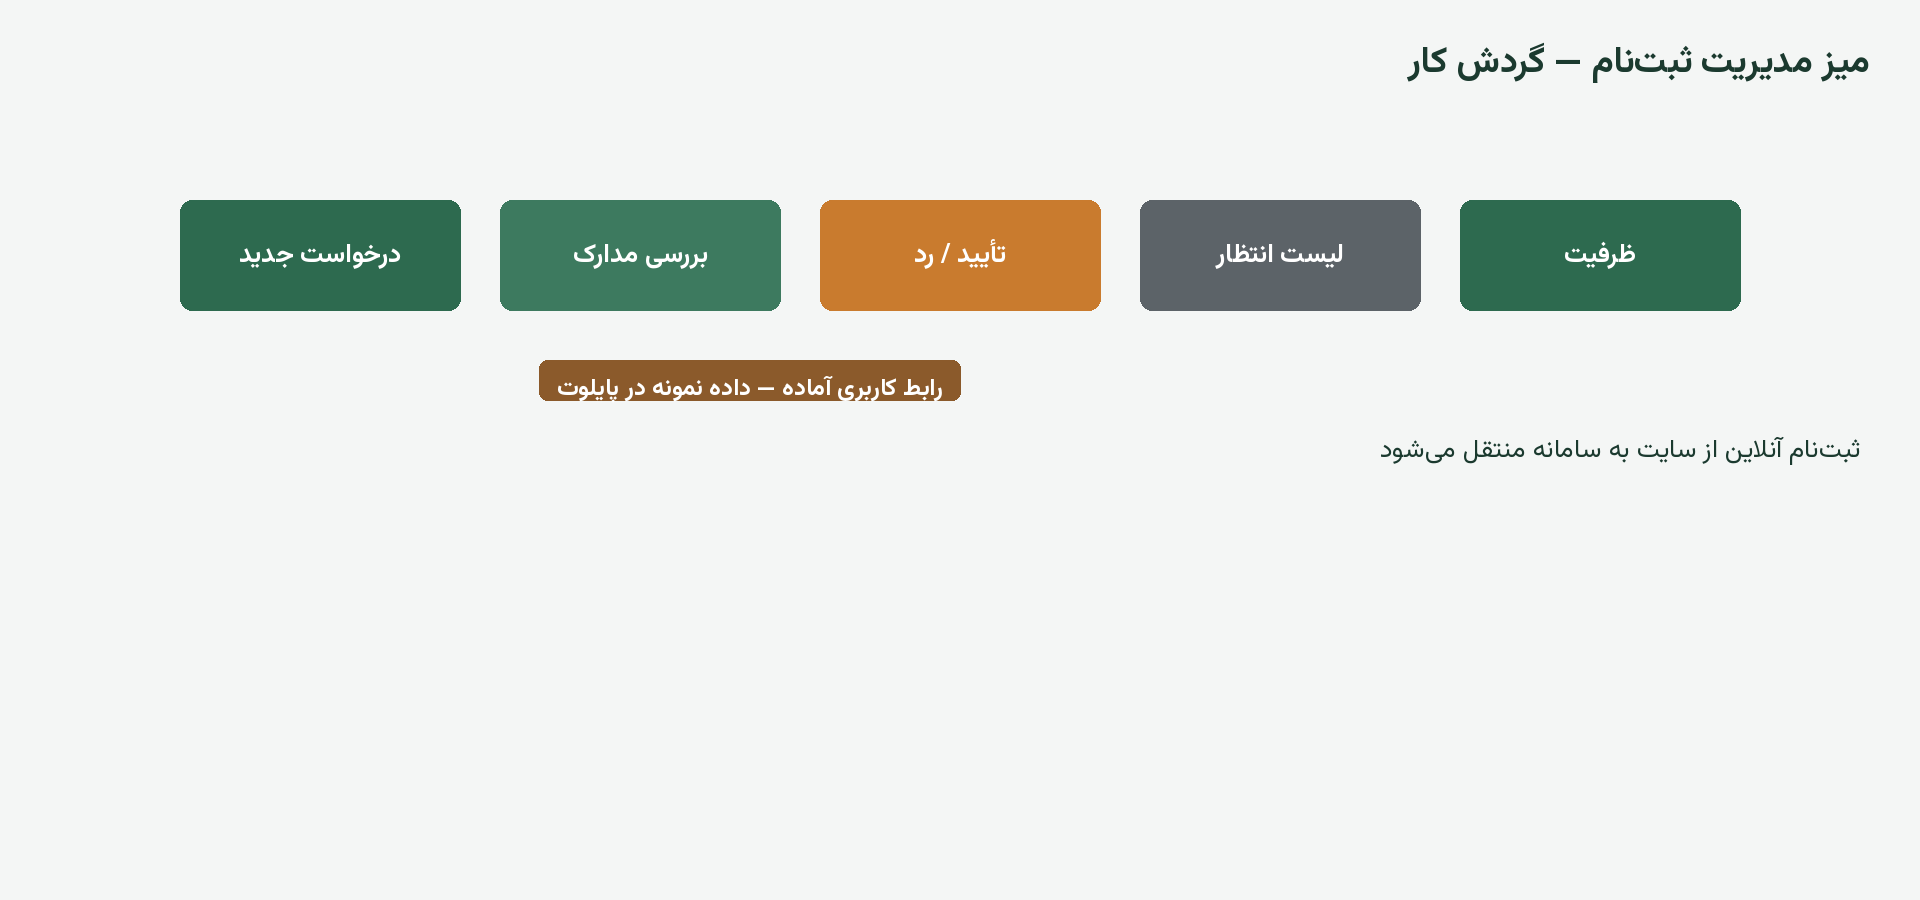 میز مدیریت ثبت‌نام — گردش کار
درخواست جدید
بررسی مدارک
تأیید / رد
لیست انتظار
ظرفیت
رابط کاربری آماده — داده نمونه در پایلوت
ثبت‌نام آنلاین از سایت به سامانه منتقل می‌شود